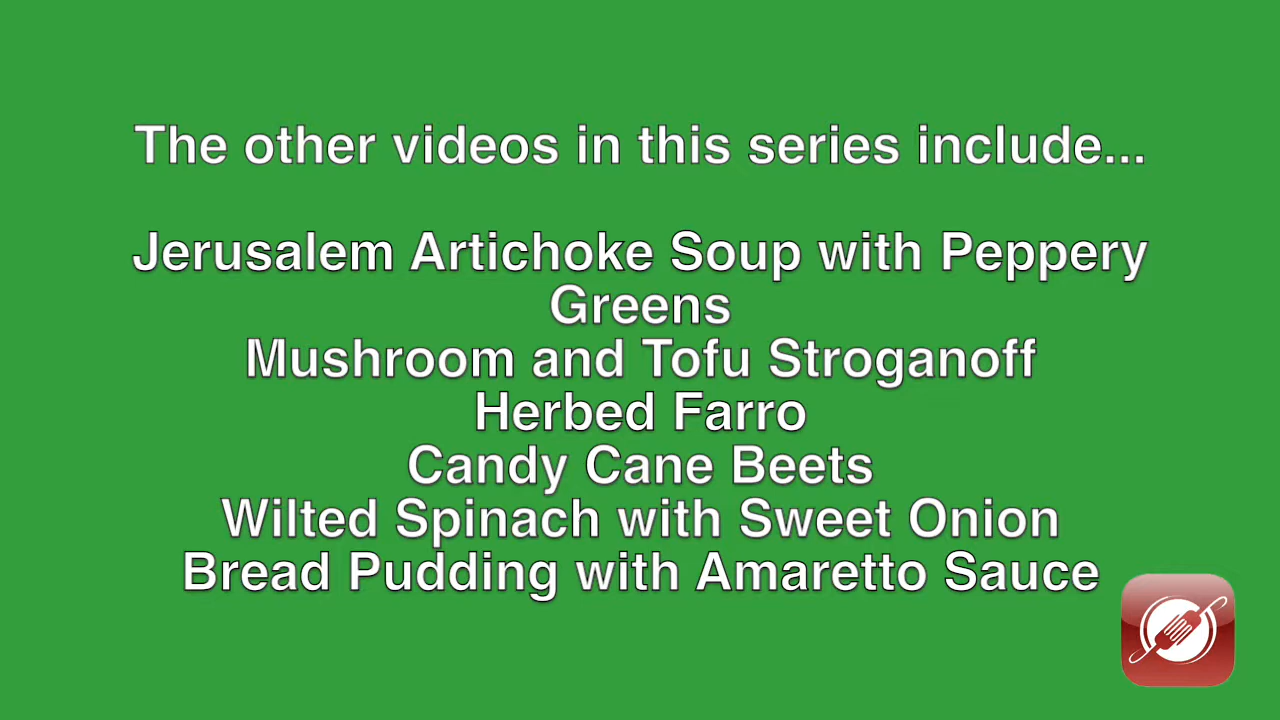 The other videos in this series include...
Jerusalem Artichoke Soup with Peppery
Greens
Mushroom and Tofu Stroganoff
Herbed Farro
Candy Cane Beets
Wilted Spinach with Sweet Onion
Bread Pudding with Amaretto Sauce